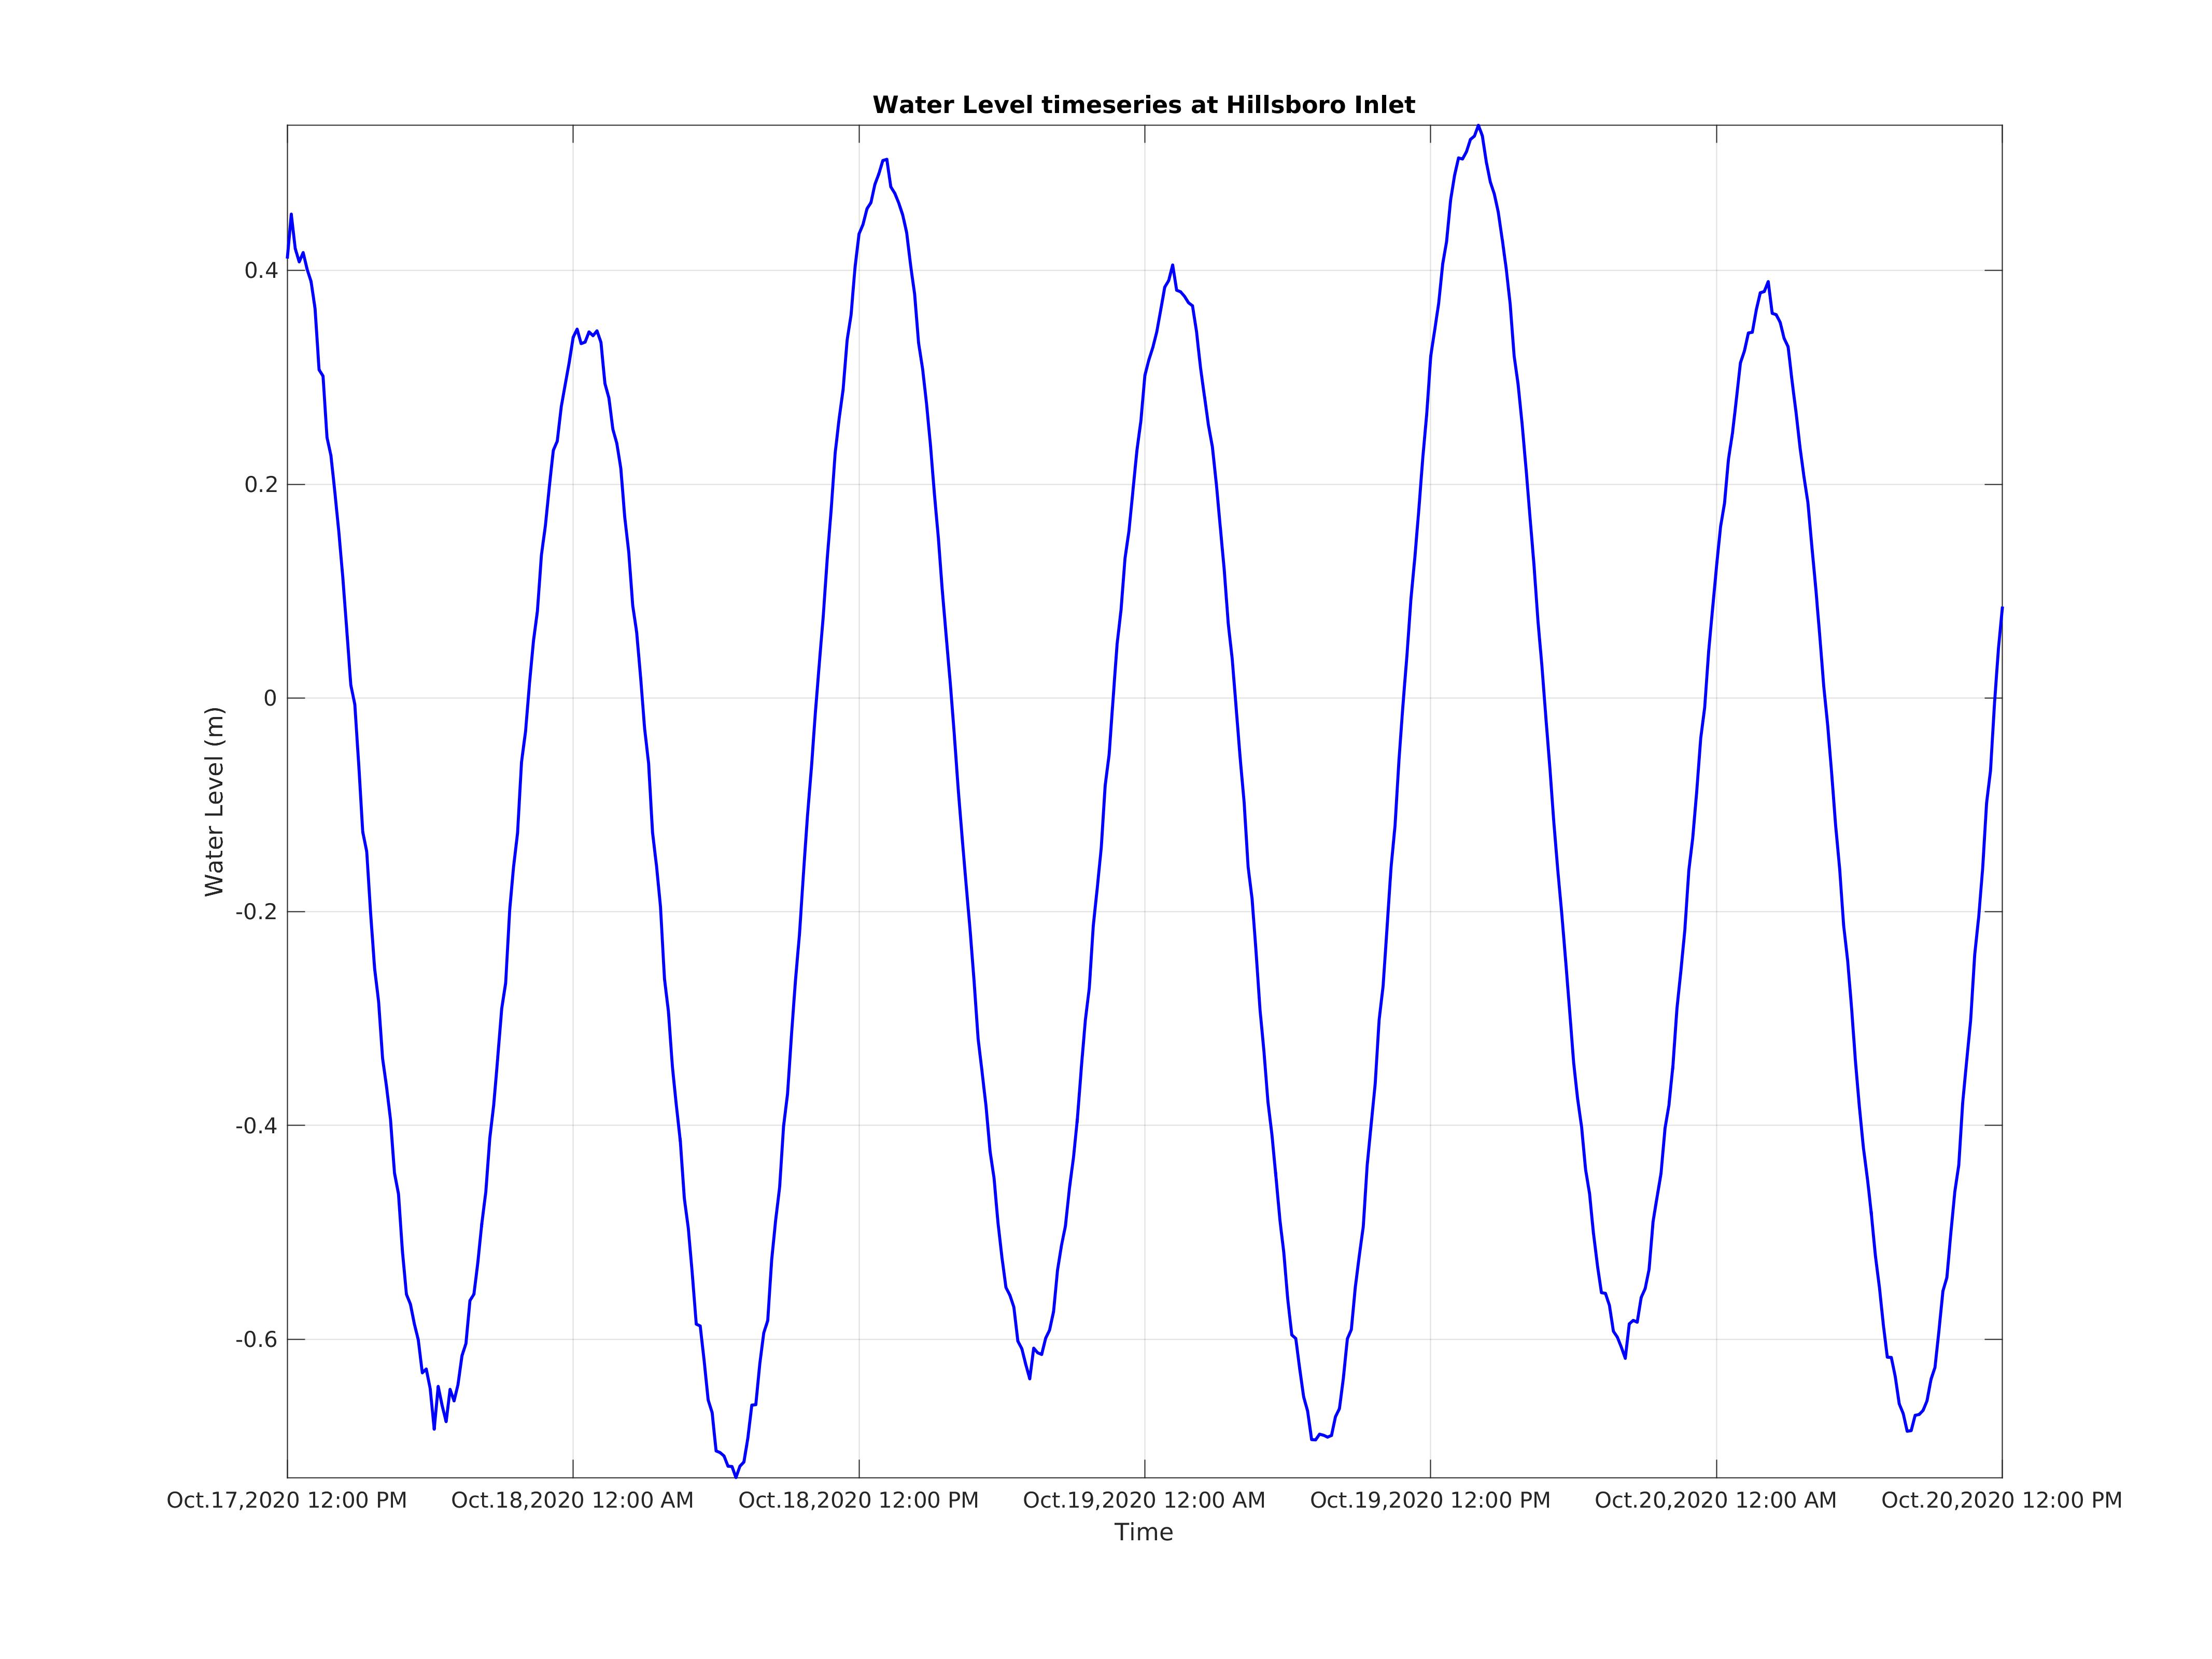 Water Level timeseries at Hillsboro Inlet
0.4
0.2
0
-0.2
-0.4
-0.6
Water Level (m)
Oct.17,2020 12:00 PM
Oct.18,2020 12:00 AM
Oct.18,2020 12:00 PM
Oct.19,2020 12:00 AM
Oct.19,2020 12:00 PM
Oct.20,2020 12:00 AM
Oct.20,2020 12:00 PM
Time